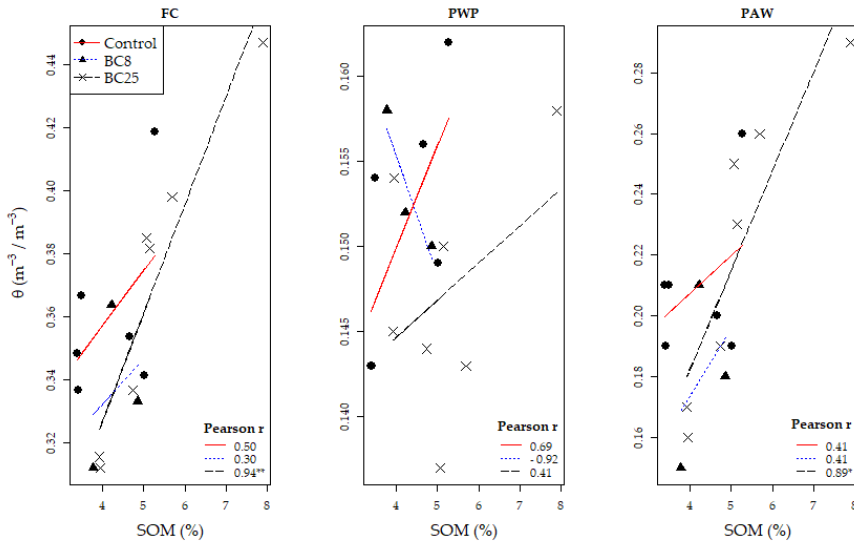 FC
PWP
PAW
Control
BC8
BC25
θ (m⁻³ / m⁻³)
0.44
0.42
0.40
0.38
0.36
0.34
0.32
Pearson r
0.50
0.30
0.94**
4 5 6 7 8
SOM (%)
0.160
0.155
0.150
0.145
0.140
Pearson r
0.69
- 0.92
0.41
4 5 6 7 8
SOM (%)
0.28
0.26
0.24
0.22
0.20
0.18
0.16
Pearson r
0.41
0.41
0.89*
4 5 6 7 8
SOM (%)